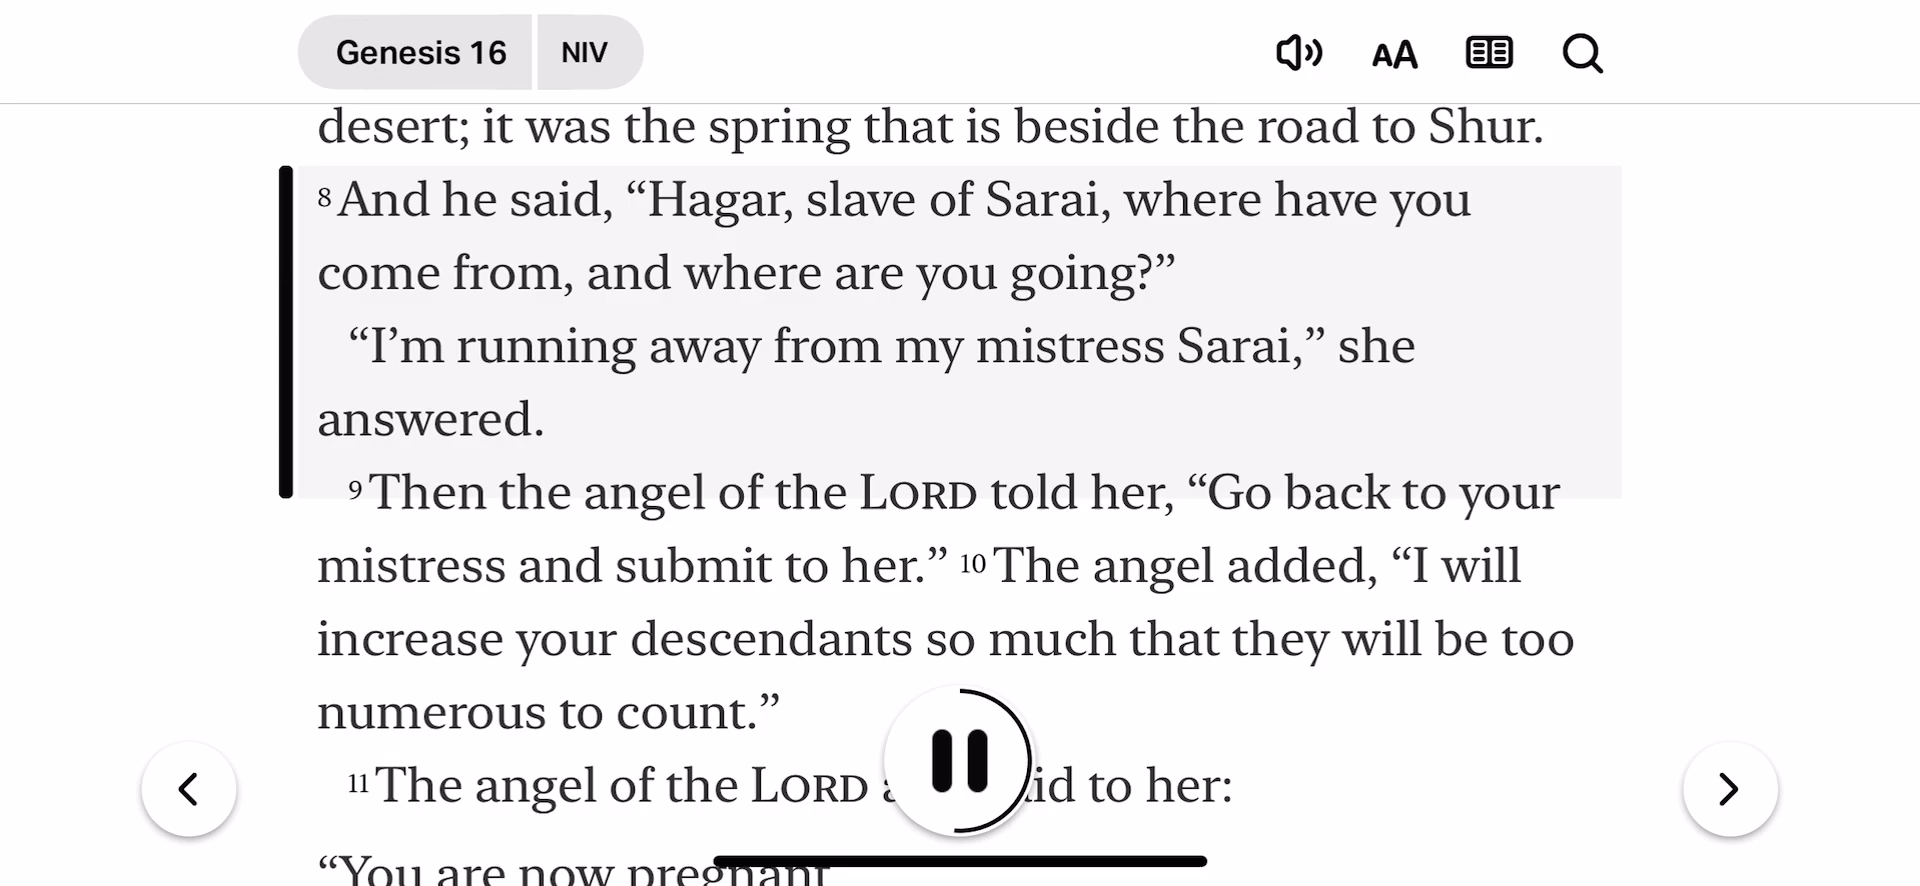 Genesis 16 NIV AA
desert; it was the spring that is beside the road to Shur.
8 And he said, “Hagar, slave of Sarai, where have you
come from, and where are you going?”
“I’m running away from my mistress Sarai,” she
answered.
9 Then the angel of the LORD told her, “Go back to your
mistress and submit to her.” 10 The angel added, “I will
increase your descendants so much that they will be too
numerous to count.”
11 The angel of the LORD to her:
“You are now pregnant